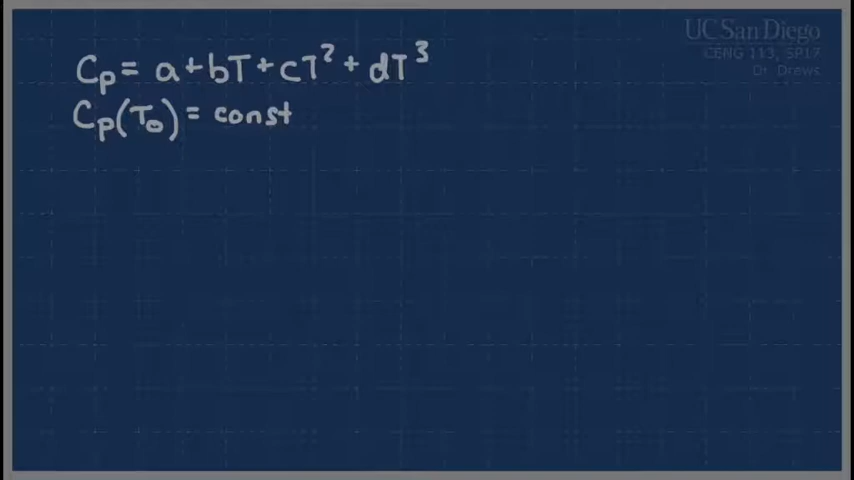 UC San Diego
CENG 113, SP17
Dr. Drews
Cp = a + bT + cT² + dT³
Cp(T₀) = const